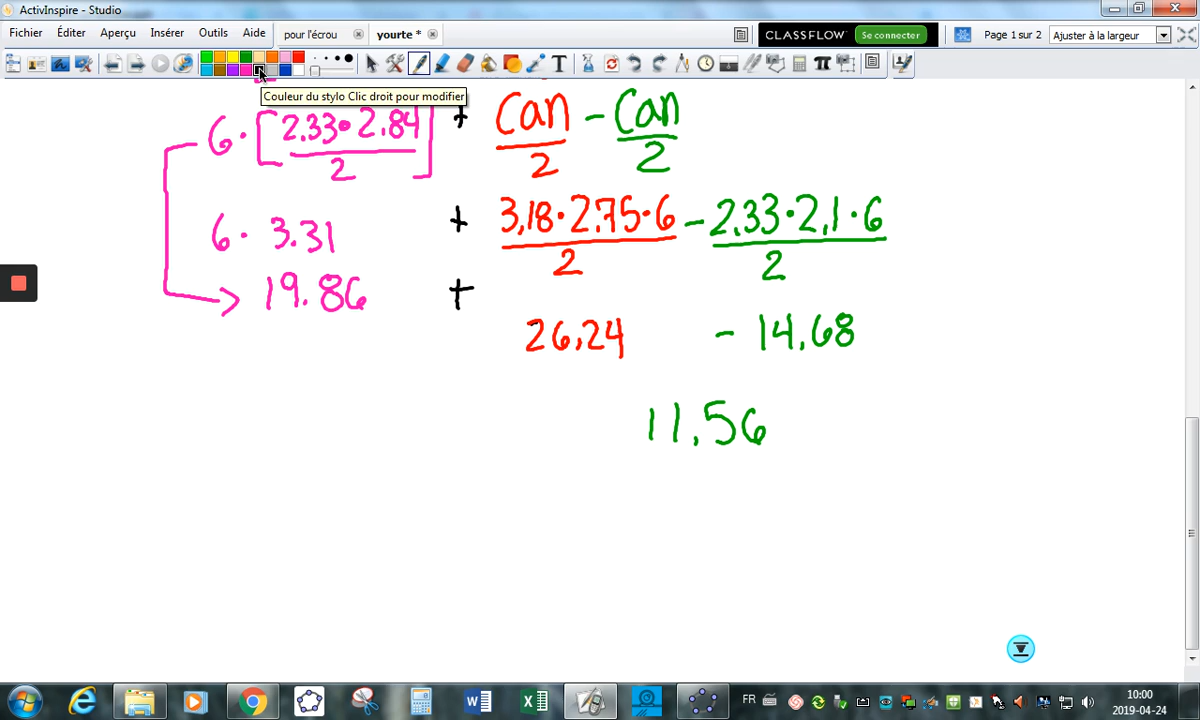 ActivInspire - Studio
Fichier Éditer Aperçu Insérer Outils Aide pour l'écrou yourte * CLASSFLOW Se connecter Page 1 sur 2 Ajuster à la largeur
Couleur du stylo Clic droit pour modifier
6 · [2.33 · 2.84 / 2] + Can/2 - Can/2
6 · 3.31 + 3,18 · 2,75 · 6 / 2 - 2,33 · 2,1 · 6 / 2
19.86 +
26,24 - 14,68
11.56
FR 10:00
2019-04-24